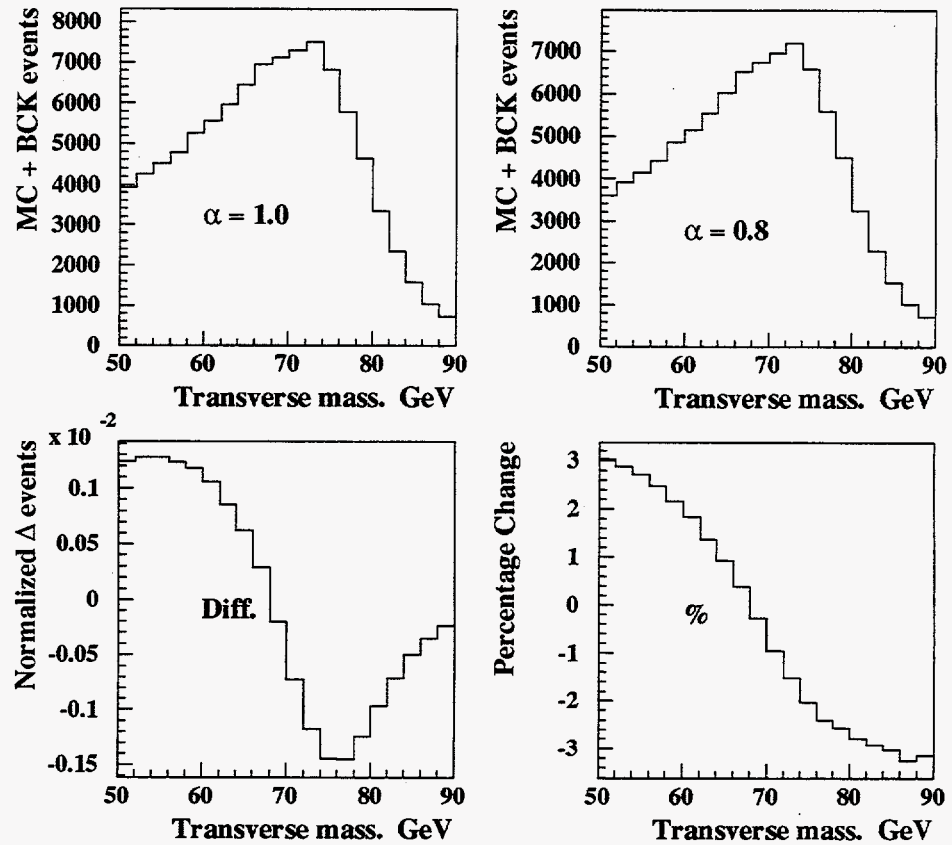 MC + BCK events
8000
7000
6000
5000
4000
3000
2000
1000
0
α = 1.0
50 60 70 80 90
Transverse mass. GeV
MC + BCK events
7000
6000
5000
4000
3000
2000
1000
0
α = 0.8
50 60 70 80 90
Transverse mass. GeV
x 10 -2
Normalized Δ events
0.1
0.05
0
-0.05
-0.1
-0.15
Diff.
50 60 70 80 90
Transverse mass. GeV
Percentage Change
3
2
1
0
-1
-2
-3
%
50 60 70 80 90
Transverse mass. GeV